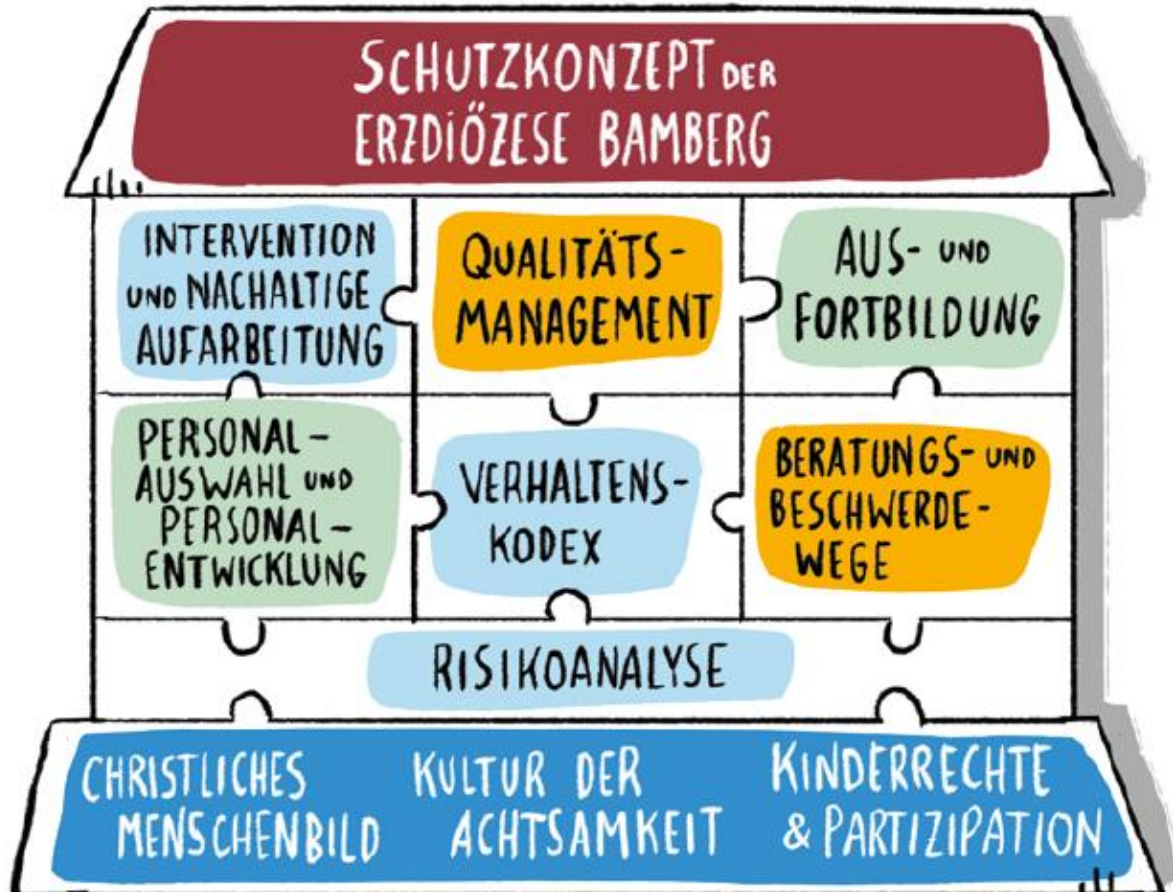 SCHUTZKONZEPT DER
ERZDIÖZESE BAMBERG
INTERVENTION
UND NACHALTIGE
AUFARBEITUNG
QUALITÄTS-
MANAGEMENT
AUS- UND
FORTBILDUNG
PERSONAL-
AUSWAHL UND
PERSONAL-
ENTWICKLUNG
VERHALTENS-
KODEX
BERATUNGS- UND
BESCHWERDE-
WEGE
RISIKOANALYSE
CHRISTLICHES
MENSCHENBILD
KULTUR DER
ACHTSAMKEIT
KINDERRECHTE
& PARTIZIPATION